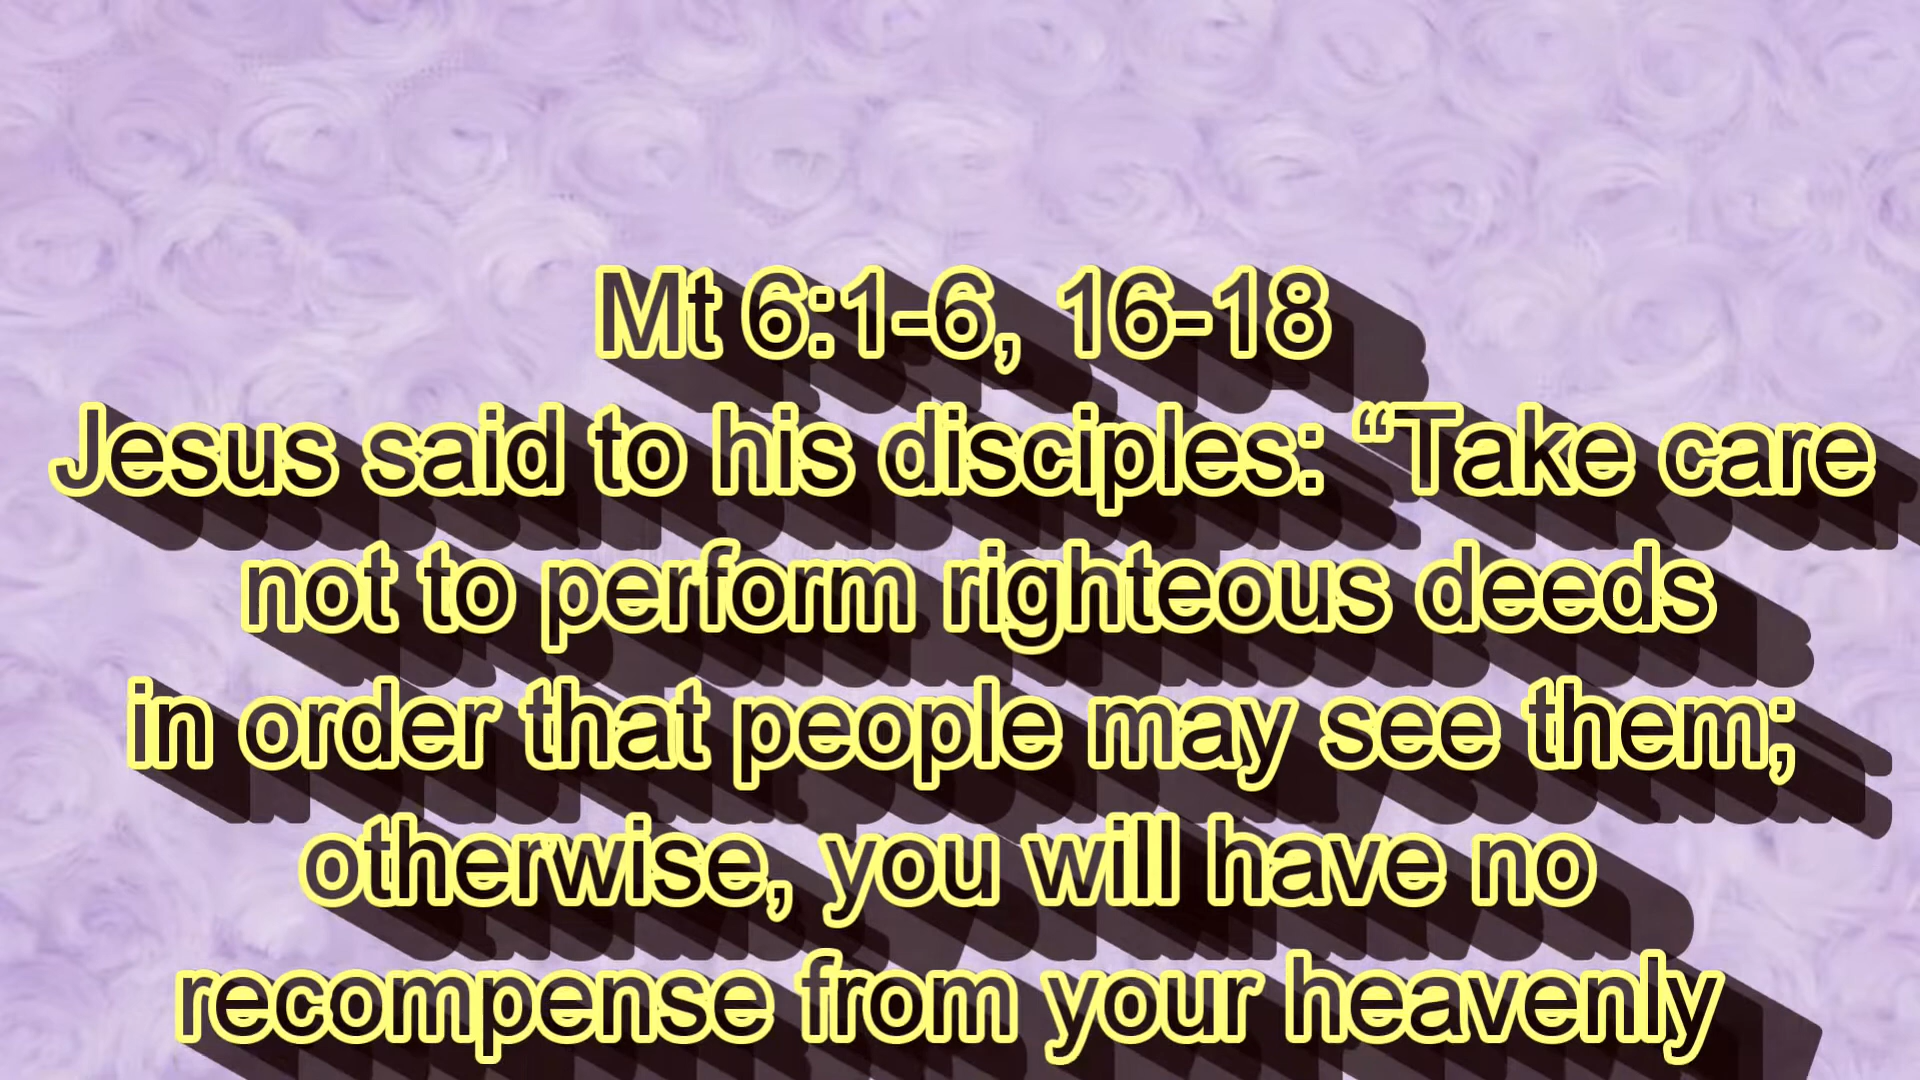 Mt 6:1-6, 16-18
Jesus said to his disciples: “Take care
not to perform righteous deeds
in order that people may see them;
otherwise, you will have no
recompense from your heavenly